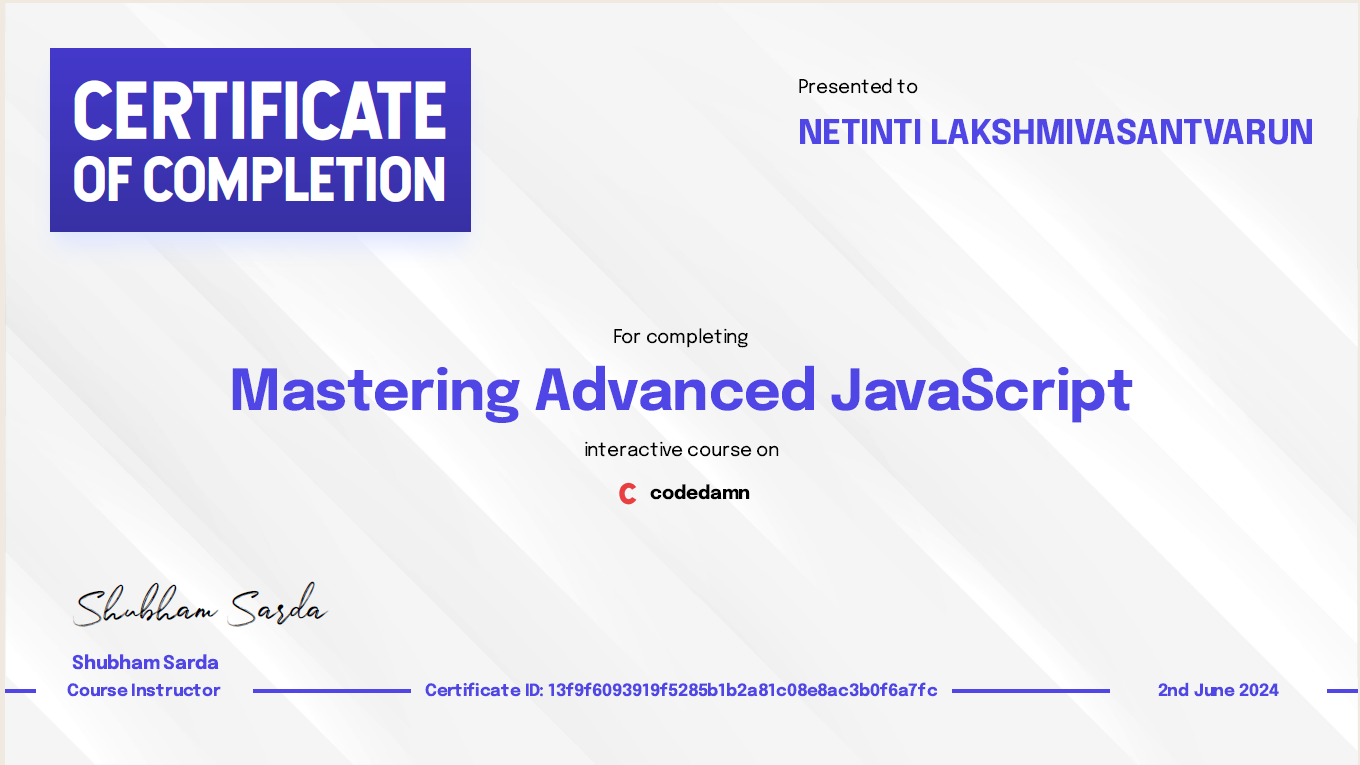 CERTIFICATE
OF COMPLETION
Presented to
NETINTI LAKSHMIVASANTVARUN
For completing
Mastering Advanced JavaScript
interactive course on
codedamn
Shubham Sarda
Shubham Sarda
Course Instructor
Certificate ID: 13f9f6093919f5285b1b2a81c08e8ac3b0f6a7fc
2nd June 2024